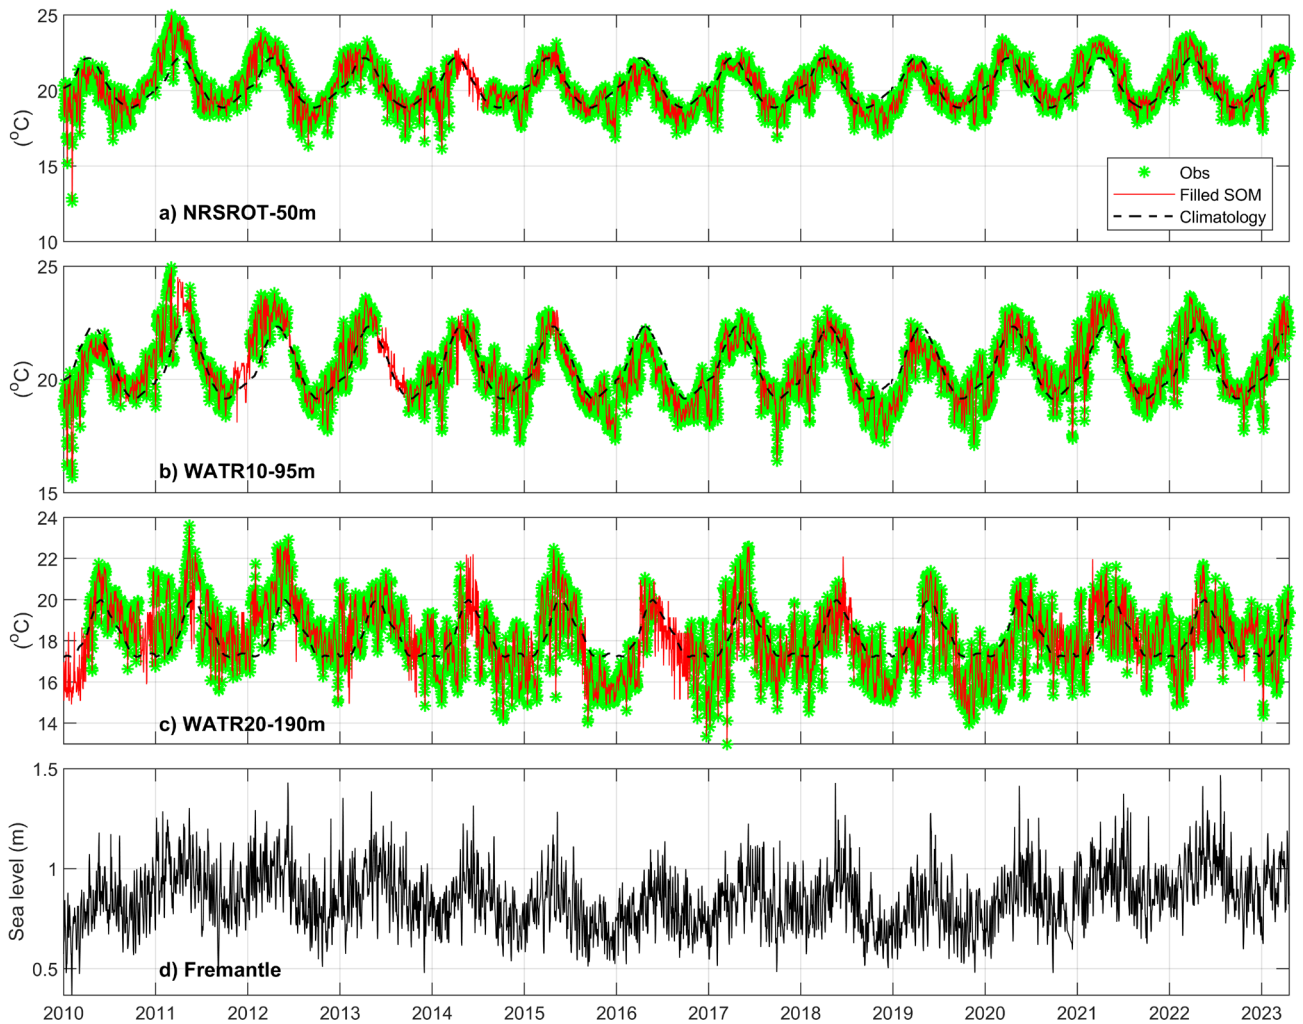 25
20
15
10
(°C)
a) NRSROT-50m
Obs
Filled SOM
Climatology
25
20
15
(°C)
b) WATR10-95m
24
22
20
18
16
14
(°C)
c) WATR20-190m
1.5
1
0.5
Sea level (m)
d) Fremantle
2010 2011 2012 2013 2014 2015 2016 2017 2018 2019 2020 2021 2022 2023